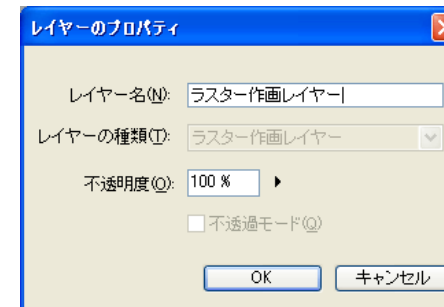 レイヤーのプロパティ
レイヤー名(N): ラスター作画レイヤー
レイヤーの種類(T): ラスター作画レイヤー
不透明度(O): 100 %
不透過モード(Q)
OK キャンセル